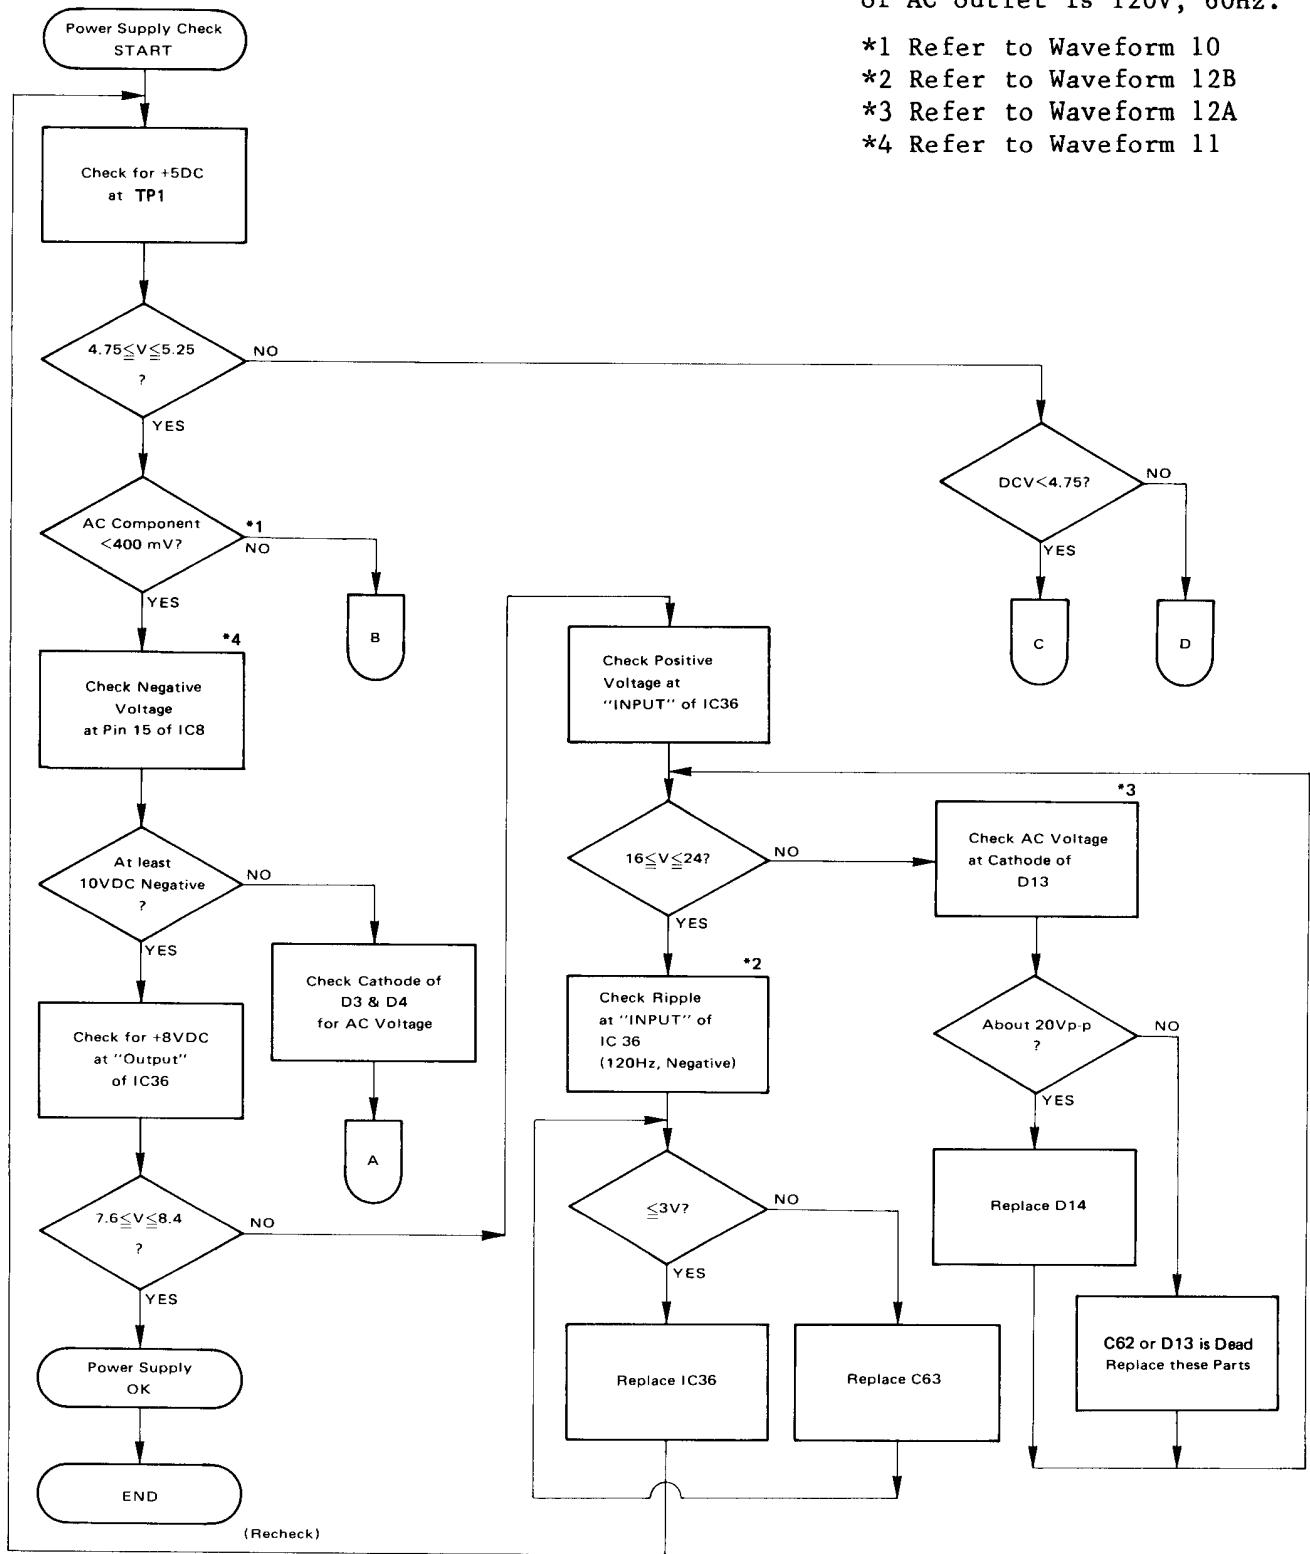 of AC outlet is 120V, 60Hz.
*1 Refer to Waveform 10
*2 Refer to Waveform 12B
*3 Refer to Waveform 12A
*4 Refer to Waveform 11
Power Supply Check
START
Check for +5DC
at TP1
4.75≦V≦5.25
?
NO
YES
DCV<4.75?
NO
YES
C
D
AC Component
<400 mV?
*1
NO
YES
B
*4
Check Negative
Voltage
at Pin 15 of IC8
At least
10VDC Negative
?
NO
YES
Check Cathode of
D3 & D4
for AC Voltage
A
Check for +8VDC
at "Output"
of IC36
7.6≦V≦8.4
?
NO
YES
Power Supply
OK
END
(Recheck)
Check Positive
Voltage at
"INPUT" of IC36
16≦V≦24?
NO
YES
*2
Check Ripple
at "INPUT" of
IC 36
(120Hz, Negative)
≦3V?
NO
YES
Replace IC36
Replace C63
*3
Check AC Voltage
at Cathode of
D13
About 20Vp-p
?
NO
YES
Replace D14
C62 or D13 is Dead
Replace these Parts